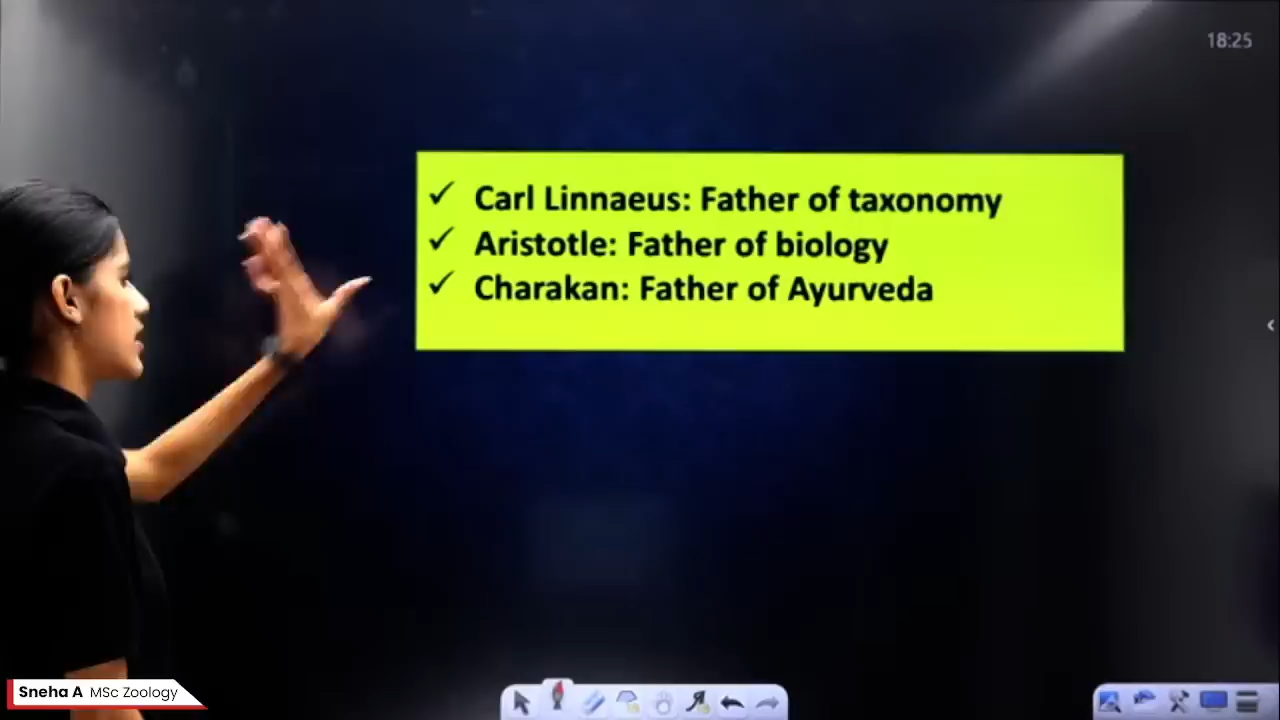 18:25
✓ Carl Linnaeus: Father of taxonomy
✓ Aristotle: Father of biology
✓ Charakan: Father of Ayurveda
Sneha A MSc Zoology